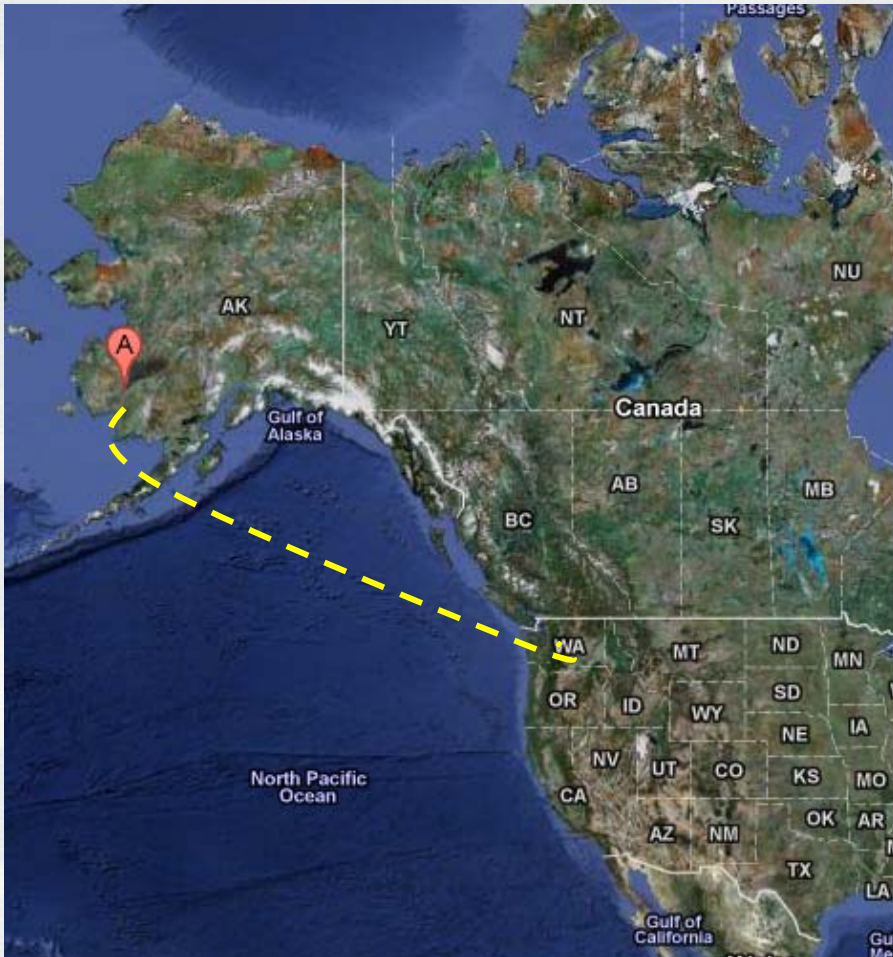 Passages
NU
AK
NT
YT
A
Canada
Gulf of
Alaska
AB
MB
BC
SK
WA
MT
ND
MN
OR
ID
SD
WY
IA
NE
NV
UT
CO
KS
MO
CA
OK
AR
AZ
NM
TX
LA
North Pacific
Ocean
Gulf of
California